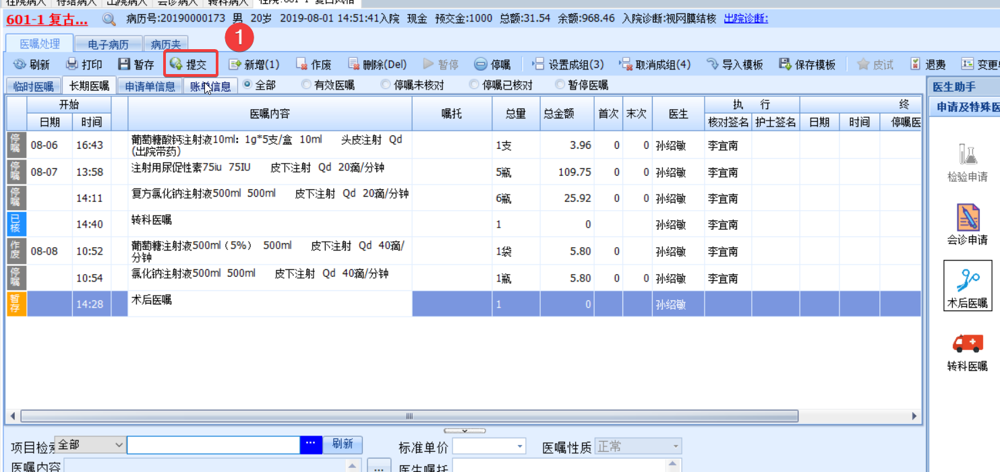 住院病人 待结病人 出院病人 会诊病人 转科病人 住院:601-1 复古风格
601-1 复古... 病历号:20190000173 男 20岁 2019-08-01 14:51:41入院 现金 预交金:1000 总额:31.54 余额:968.46 入院诊断:视网膜结核 出院诊断:
医嘱处理 电子病历 病历夹 1
刷新 打印 暂存 提交 新增(1) 作废 删除(Del) 暂停 停嘱 设置成组(3) 取消成组(4) 导入模板 保存模板 皮试 退费 变更
临时医嘱 长期医嘱 申请单信息 账单信息 全部 有效医嘱 停嘱未核对 停嘱已核对 暂停医嘱 医生助手
开始 医嘱内容 嘱托 总量 总金额 首次 末次 医生 执 行 终 申请及特殊医
日期 时间 核对签名 护士签名 日期 时间 停嘱医
停嘱 08-06 16:43 葡萄糖酸钙注射液10ml：1g*5支/盒 10ml 头皮注射 Qd 1支 3.96 0 0 孙绍敏 李宜南
(出院带药)
停嘱 08-07 13:58 注射用尿促性素75iu 75IU 皮下注射 Qd 20滴/分钟 5瓶 109.75 0 0 孙绍敏 李宜南
检验申请
停嘱 14:11 复方氯化钠注射液500ml 500ml 皮下注射 Qd 20滴/分钟 6瓶 25.92 0 0 孙绍敏 李宜南
已核 14:40 转科医嘱 1 0 孙绍敏 李宜南
会诊申请
作废 08-08 10:52 葡萄糖注射液500ml（5%） 500ml 皮下注射 Qd 40滴/ 1袋 5.80 0 孙绍敏 李宜南
分钟
停嘱 10:54 氯化钠注射液500ml 500ml 皮下注射 Qd 40滴/分钟 1瓶 5.80 0 0 孙绍敏 李宜南
暂存 14:28 术后医嘱 1 0 孙绍敏
术后医嘱
转科医嘱
项目检索 全部 ... 刷新 标准单价 医嘱性质 正常
医嘱内容 ... 医生嘱托